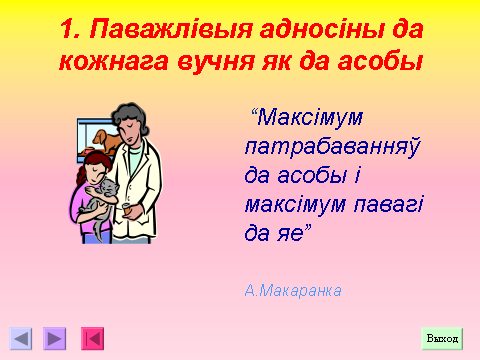 1. Паважлівыя адносіны да
кожнага вучня як да асобы
“Максімум
патрабаванняў
да асобы і
максімум павагі
да яе”
А.Макаранка
Выход